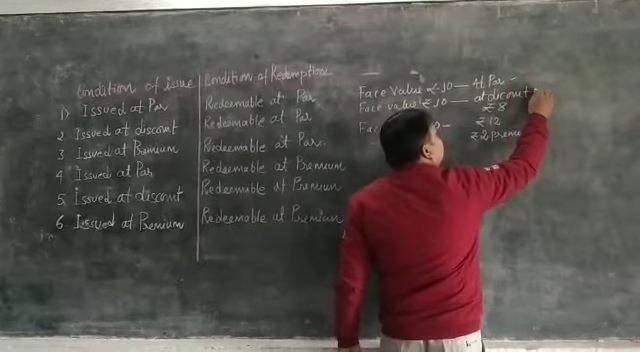 Condition of issue
Condition of Redemption
1) Issued at Par
Redeemable at Par
2 Issued at discount
Redeemable at Par
3 Issued at Premium
Redeemable at Par
4 Issued at Par
Redeemable at Premium
5 Issued at discount
Redeemable at Premium
6 Issued at Premium
Redeemable at Premium
Face Value ₹10 — At Par
Face value ₹10 — at discount
₹8
₹12
₹2